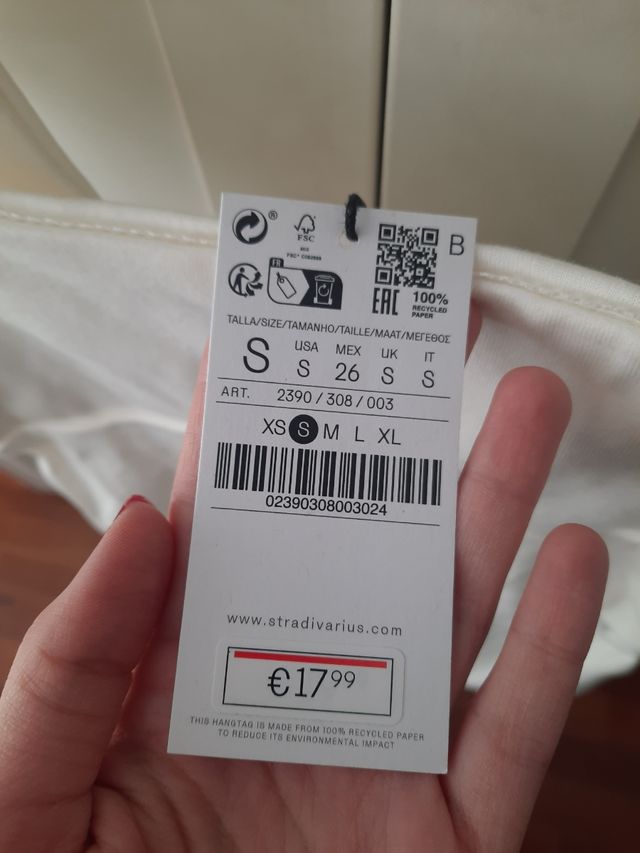 ®
FSC
MIX
B
FR
EAC
100%
RECYCLED
PAPER
TALLA/SIZE/TAMANHO/TAILLE/MAAT/ΜΕΓΕΘΟΣ
S
USA
S
MEX
26
UK
S
IT
S
ART. 2390 / 308 / 003
XS S M L XL
02390308003024
www.stradivarius.com
€17⁹⁹
THIS HANGTAG IS MADE FROM 100% RECYCLED PAPER
TO REDUCE ITS ENVIRONMENTAL IMPACT